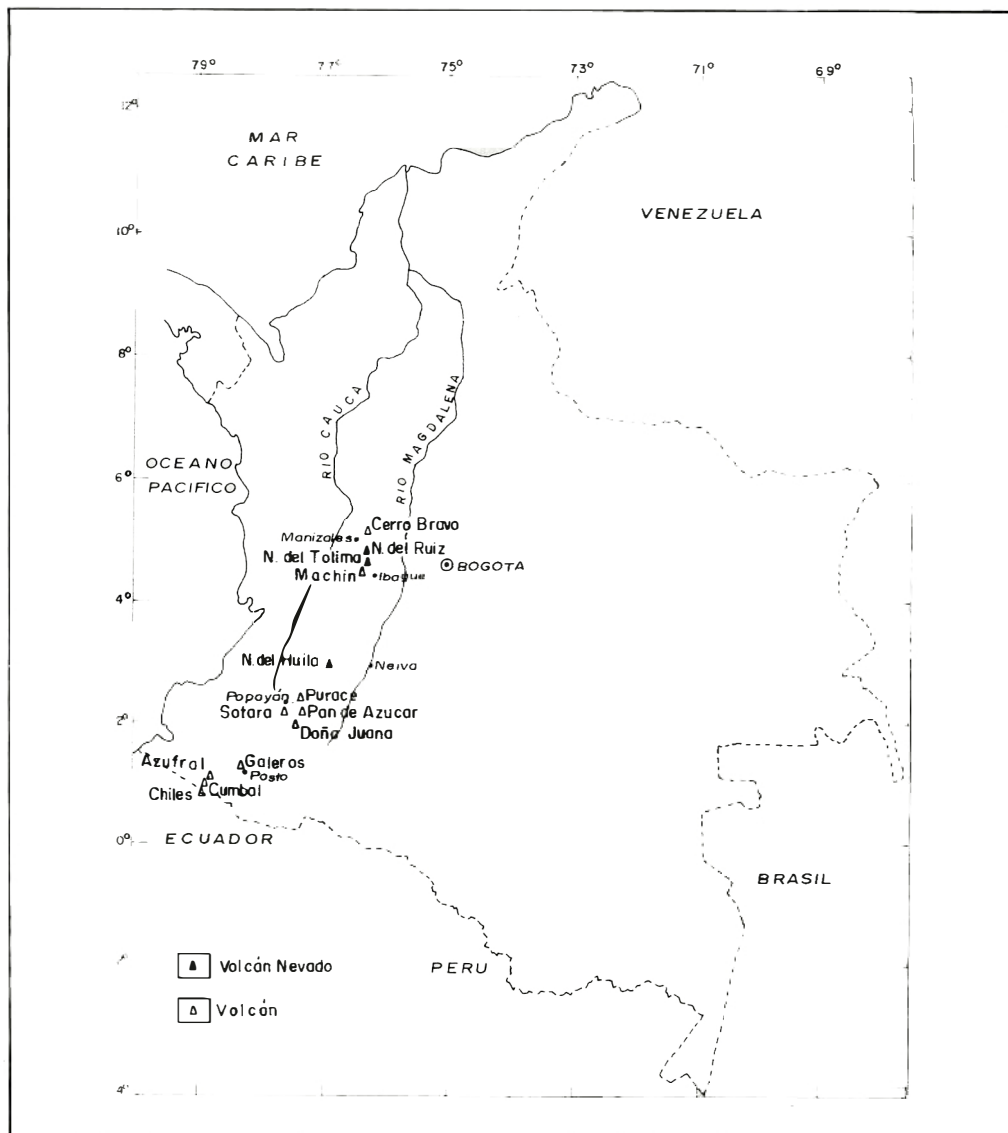 79° 77° 75° 73° 71° 69°
12°
MAR
CARIBE
VENEZUELA
10°
8°
RIO CAUCA
RIO MAGDALENA
OCEANO
PACIFICO
6°
Cerro Bravo
Manizales
N. del Ruiz
N. del Tolima
BOGOTA
Machin
Ibague
4°
N. del Huila
Neiva
Popayán
Purace
Sotara
Pan de Azucar
2°
Doña Juana
Azufral
Galeros
Pasto
Chiles
Cumbal
0°
ECUADOR
BRASIL
PERU
Volcán Nevado
Volcán
4°